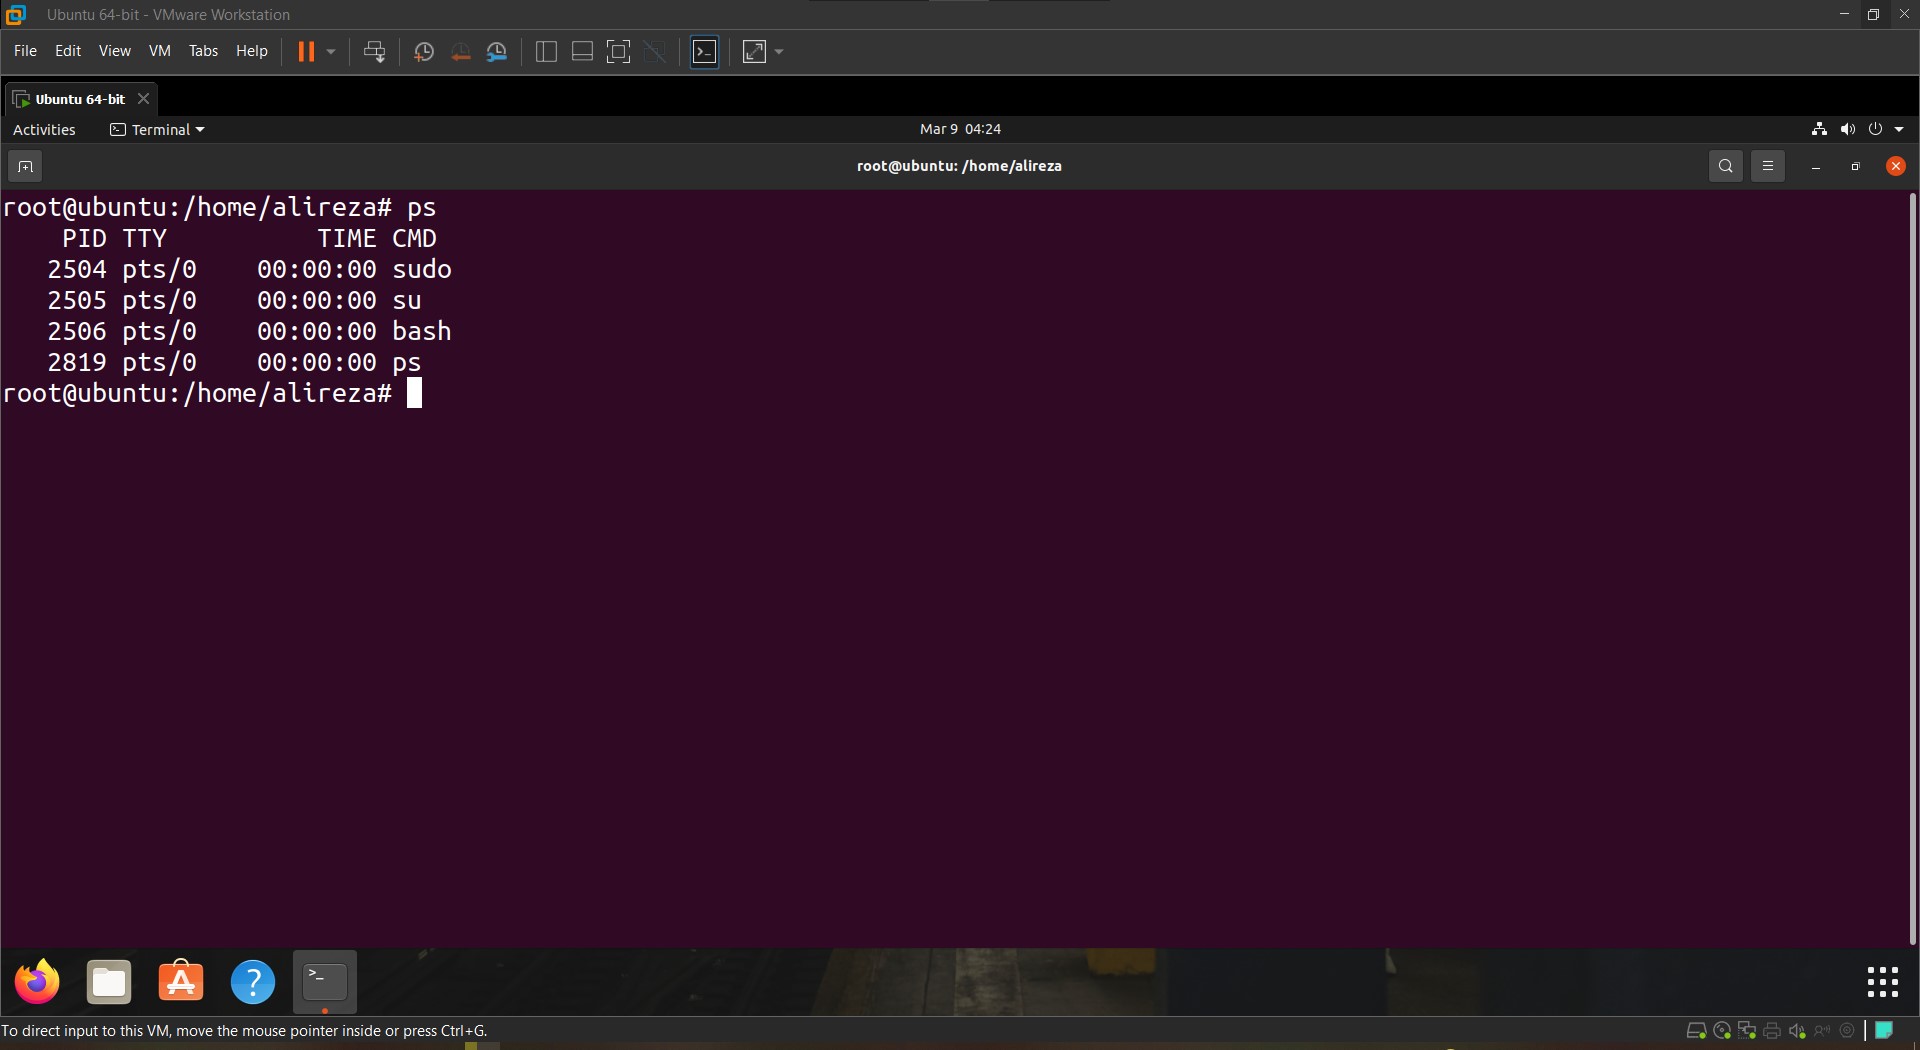 Ubuntu 64-bit - VMware Workstation
File Edit View VM Tabs Help
Ubuntu 64-bit
Activities Terminal Mar 9 04:24
root@ubuntu: /home/alireza
root@ubuntu:/home/alireza# ps
PID TTY TIME CMD
2504 pts/0 00:00:00 sudo
2505 pts/0 00:00:00 su
2506 pts/0 00:00:00 bash
2819 pts/0 00:00:00 ps
root@ubuntu:/home/alireza#
To direct input to this VM, move the mouse pointer inside or press Ctrl+G.